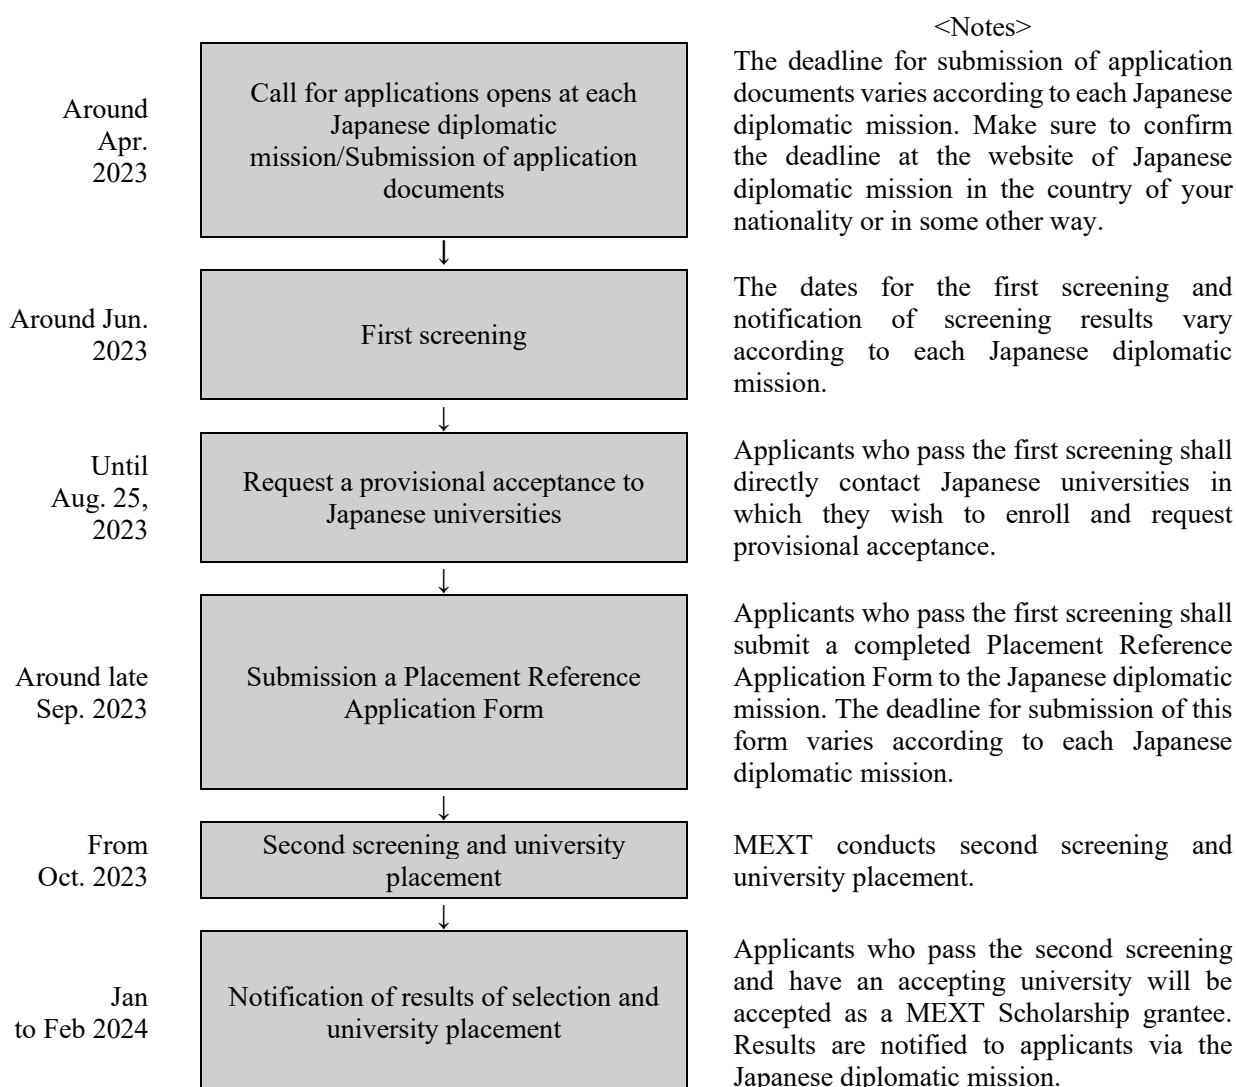 <Notes>
Around
Apr.
2023
Call for applications opens at each
Japanese diplomatic
mission/Submission of application
documents
The deadline for submission of application
documents varies according to each Japanese
diplomatic mission. Make sure to confirm
the deadline at the website of Japanese
diplomatic mission in the country of your
nationality or in some other way.
↓
Around Jun.
2023
First screening
The dates for the first screening and
notification of screening results vary
according to each Japanese diplomatic
mission.
↓
Until
Aug. 25,
2023
Request a provisional acceptance to
Japanese universities
Applicants who pass the first screening shall
directly contact Japanese universities in
which they wish to enroll and request
provisional acceptance.
↓
Around late
Sep. 2023
Submission a Placement Reference
Application Form
Applicants who pass the first screening shall
submit a completed Placement Reference
Application Form to the Japanese diplomatic
mission. The deadline for submission of this
form varies according to each Japanese
diplomatic mission.
↓
From
Oct. 2023
Second screening and university
placement
MEXT conducts second screening and
university placement.
↓
Jan
to Feb 2024
Notification of results of selection and
university placement
Applicants who pass the second screening
and have an accepting university will be
accepted as a MEXT Scholarship grantee.
Results are notified to applicants via the
Japanese diplomatic mission.